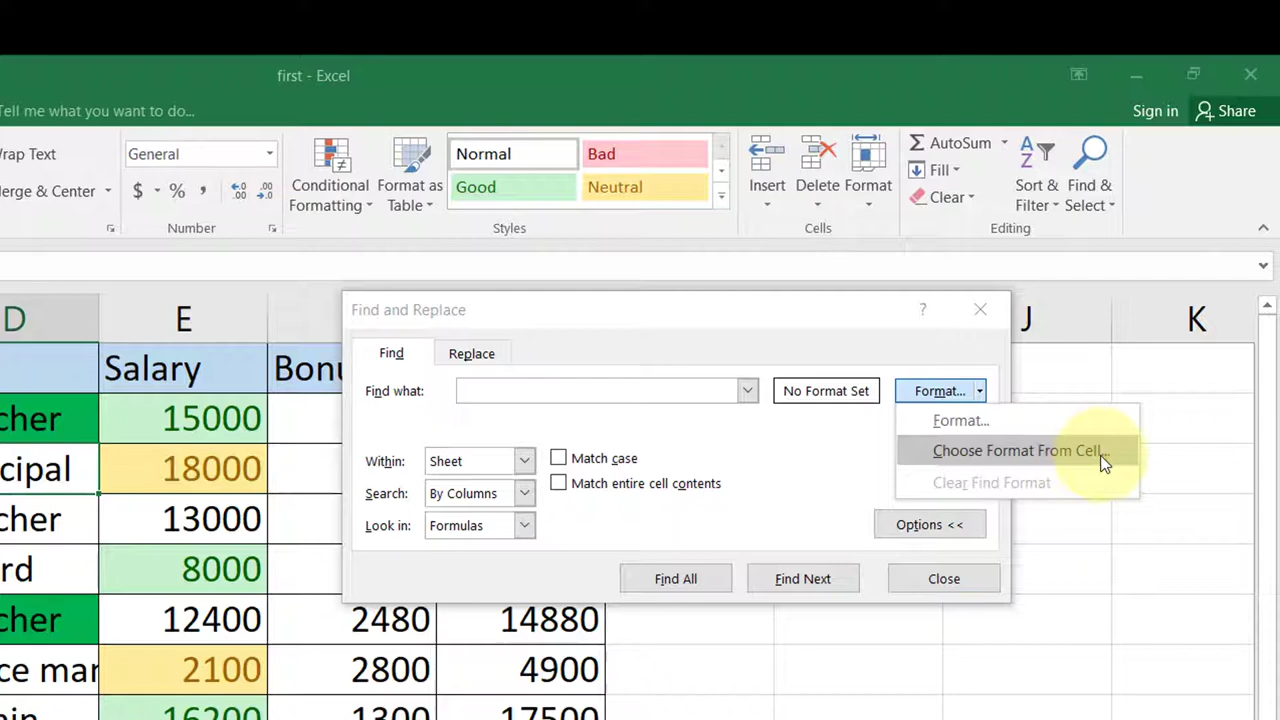 first - Excel
Tell me what you want to do...
Sign in
Share
Wrap Text
General
Merge & Center
$ % ,
Conditional Formatting
Format as Table
Normal
Bad
Good
Neutral
Insert
Delete
Format
AutoSum
Fill
Clear
Sort & Filter
Find & Select
Number
Styles
Cells
Editing
D
E
J
K
Find and Replace
?
Find
Replace
Find what:
No Format Set
Format...
Format...
Choose Format From Cell...
Clear Find Format
Within:
Sheet
Match case
Search:
By Columns
Match entire cell contents
Look in:
Formulas
Options <<
Find All
Find Next
Close
Salary
Bonu
cher
15000
cipal
18000
cher
13000
rd
8000
cher
12400
2480
14880
ce man
2100
2800
4900
min
16200
1300
17500